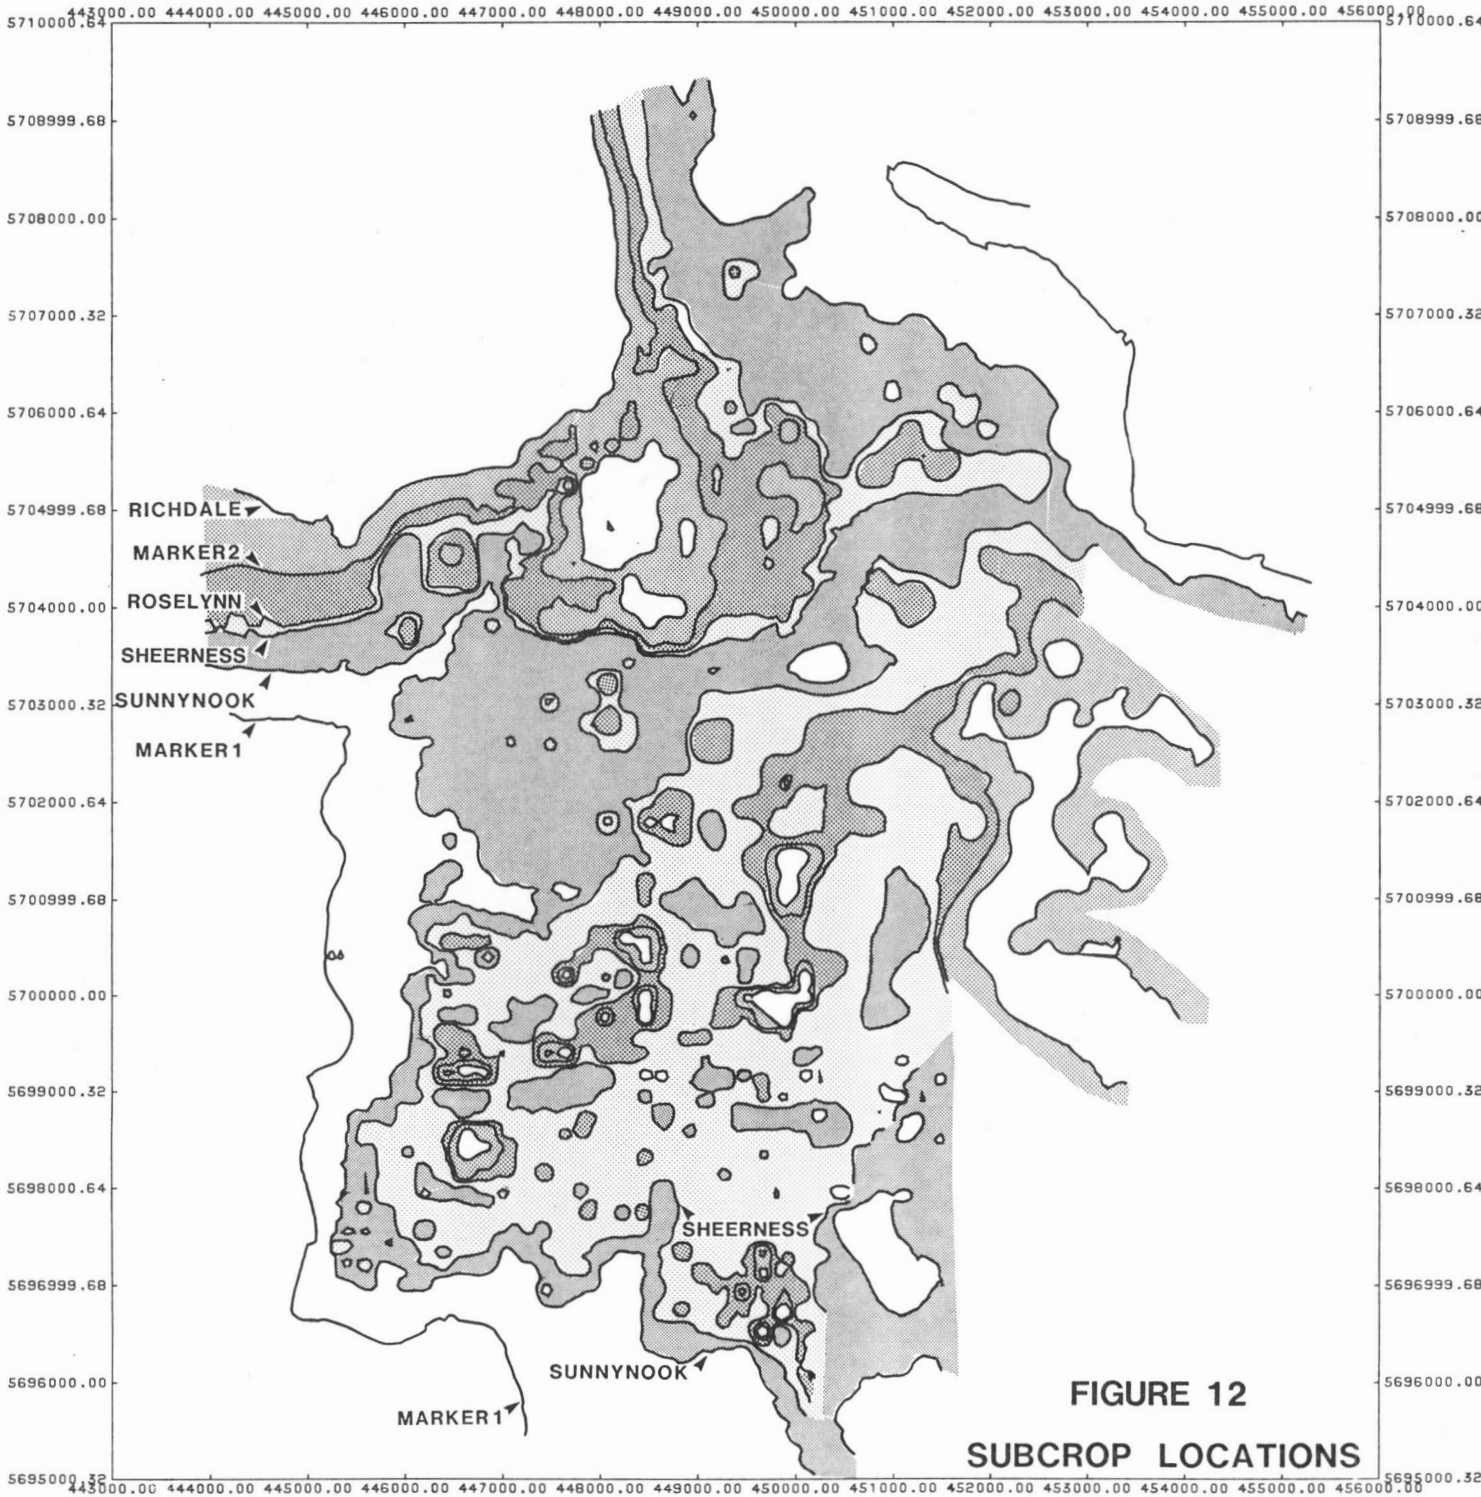 443000.00 444000.00 445000.00 446000.00 447000.00 448000.00 449000.00 450000.00 451000.00 452000.00 453000.00 454000.00 455000.00 456000.00
5710000.64 5710000.64
5708999.68 5708999.68
5708000.00 5708000.00
5707000.32 5707000.32
5706000.64 5706000.64
RICHDALE
5704999.68 5704999.68
MARKER2
ROSELYNN
5704000.00 5704000.00
SHEERNESS
SUNNYNOOK
5703000.32 5703000.32
MARKER1
5702000.64 5702000.64
5700999.68 5700999.68
5700000.00 5700000.00
5699000.32 5699000.32
5698000.64 5698000.64
SHEERNESS
5696999.68 5696999.68
SUNNYNOOK
5696000.00 5696000.00
MARKER1
FIGURE 12
SUBCROP LOCATIONS
5695000.32 5695000.32
443000.00 444000.00 445000.00 446000.00 447000.00 448000.00 449000.00 450000.00 451000.00 452000.00 453000.00 454000.00 455000.00 456000.00